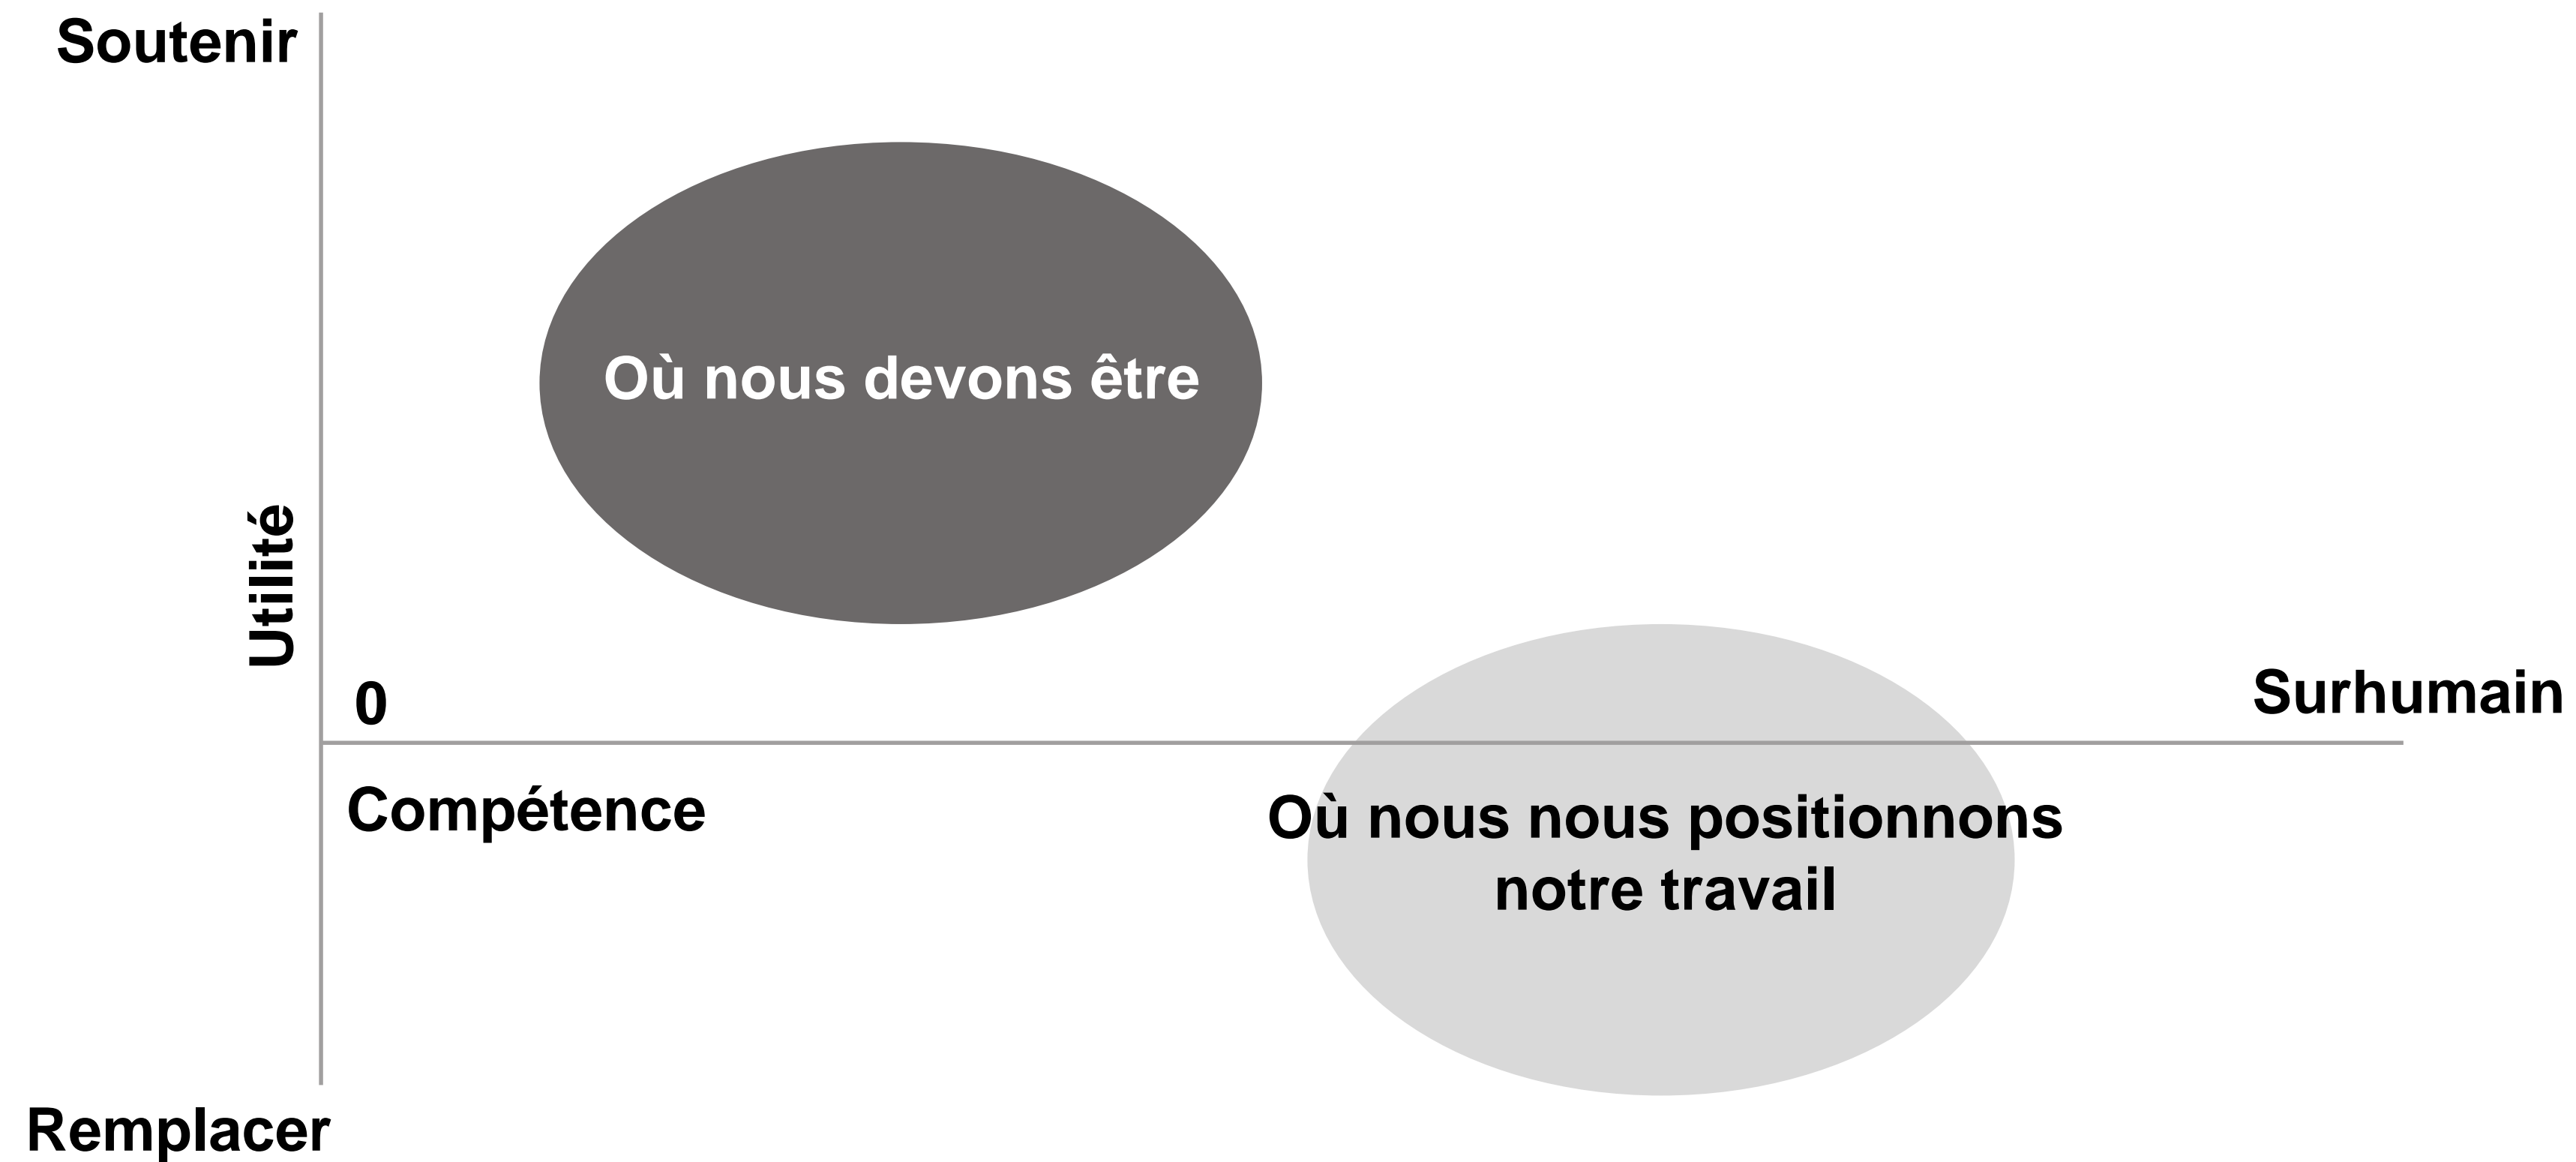 Soutenir
Où nous devons être
Utilité
0
Surhumain
Compétence
Où nous nous positionnons
notre travail
Remplacer